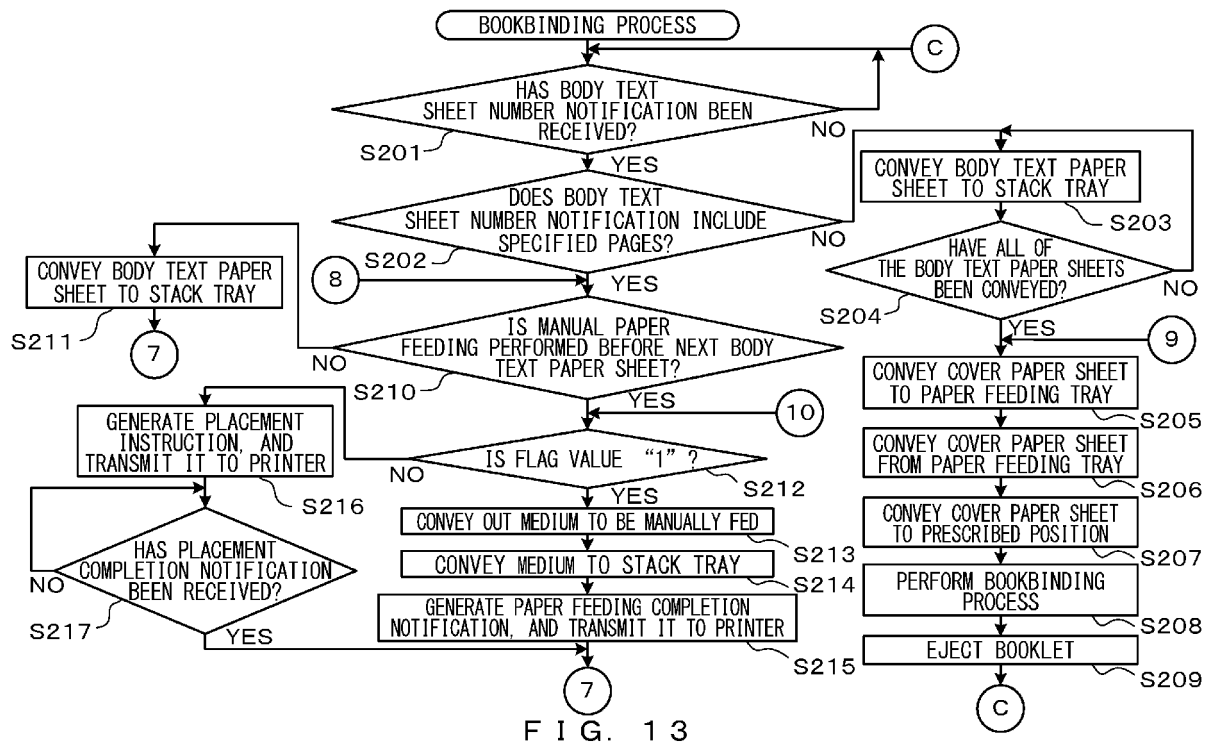 BOOKBINDING PROCESS
C
HAS BODY TEXT
SHEET NUMBER NOTIFICATION BEEN
RECEIVED?
NO
S201
YES
DOES BODY TEXT
SHEET NUMBER NOTIFICATION INCLUDE
SPECIFIED PAGES?
NO
S202
YES
8
CONVEY BODY TEXT PAPER
SHEET TO STACK TRAY
S203
HAVE ALL OF
THE BODY TEXT PAPER SHEETS
BEEN CONVEYED?
NO
S204
YES
9
CONVEY BODY TEXT PAPER
SHEET TO STACK TRAY
S211
7
IS MANUAL PAPER
FEEDING PERFORMED BEFORE NEXT BODY
TEXT PAPER SHEET?
NO
S210
YES
10
CONVEY COVER PAPER SHEET
TO PAPER FEEDING TRAY
S205
CONVEY COVER PAPER SHEET
FROM PAPER FEEDING TRAY
S206
CONVEY COVER PAPER SHEET
TO PRESCRIBED POSITION
S207
PERFORM BOOKBINDING
PROCESS
S208
EJECT BOOKLET
S209
C
GENERATE PLACEMENT
INSTRUCTION, AND
TRANSMIT IT TO PRINTER
S216
IS FLAG VALUE “1”?
NO
S212
YES
CONVEY OUT MEDIUM TO BE MANUALLY FED
S213
CONVEY MEDIUM TO STACK TRAY
S214
GENERATE PAPER FEEDING COMPLETION
NOTIFICATION, AND TRANSMIT IT TO PRINTER
S215
HAS PLACEMENT
COMPLETION NOTIFICATION
BEEN RECEIVED?
NO
S217
YES
7
FIG. 13